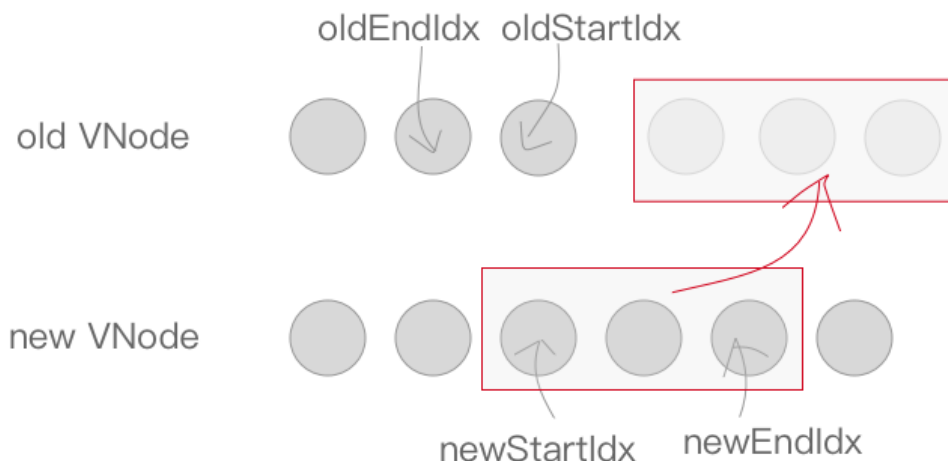 oldEndIdx oldStartIdx
old VNode
new VNode
newStartIdx newEndIdx